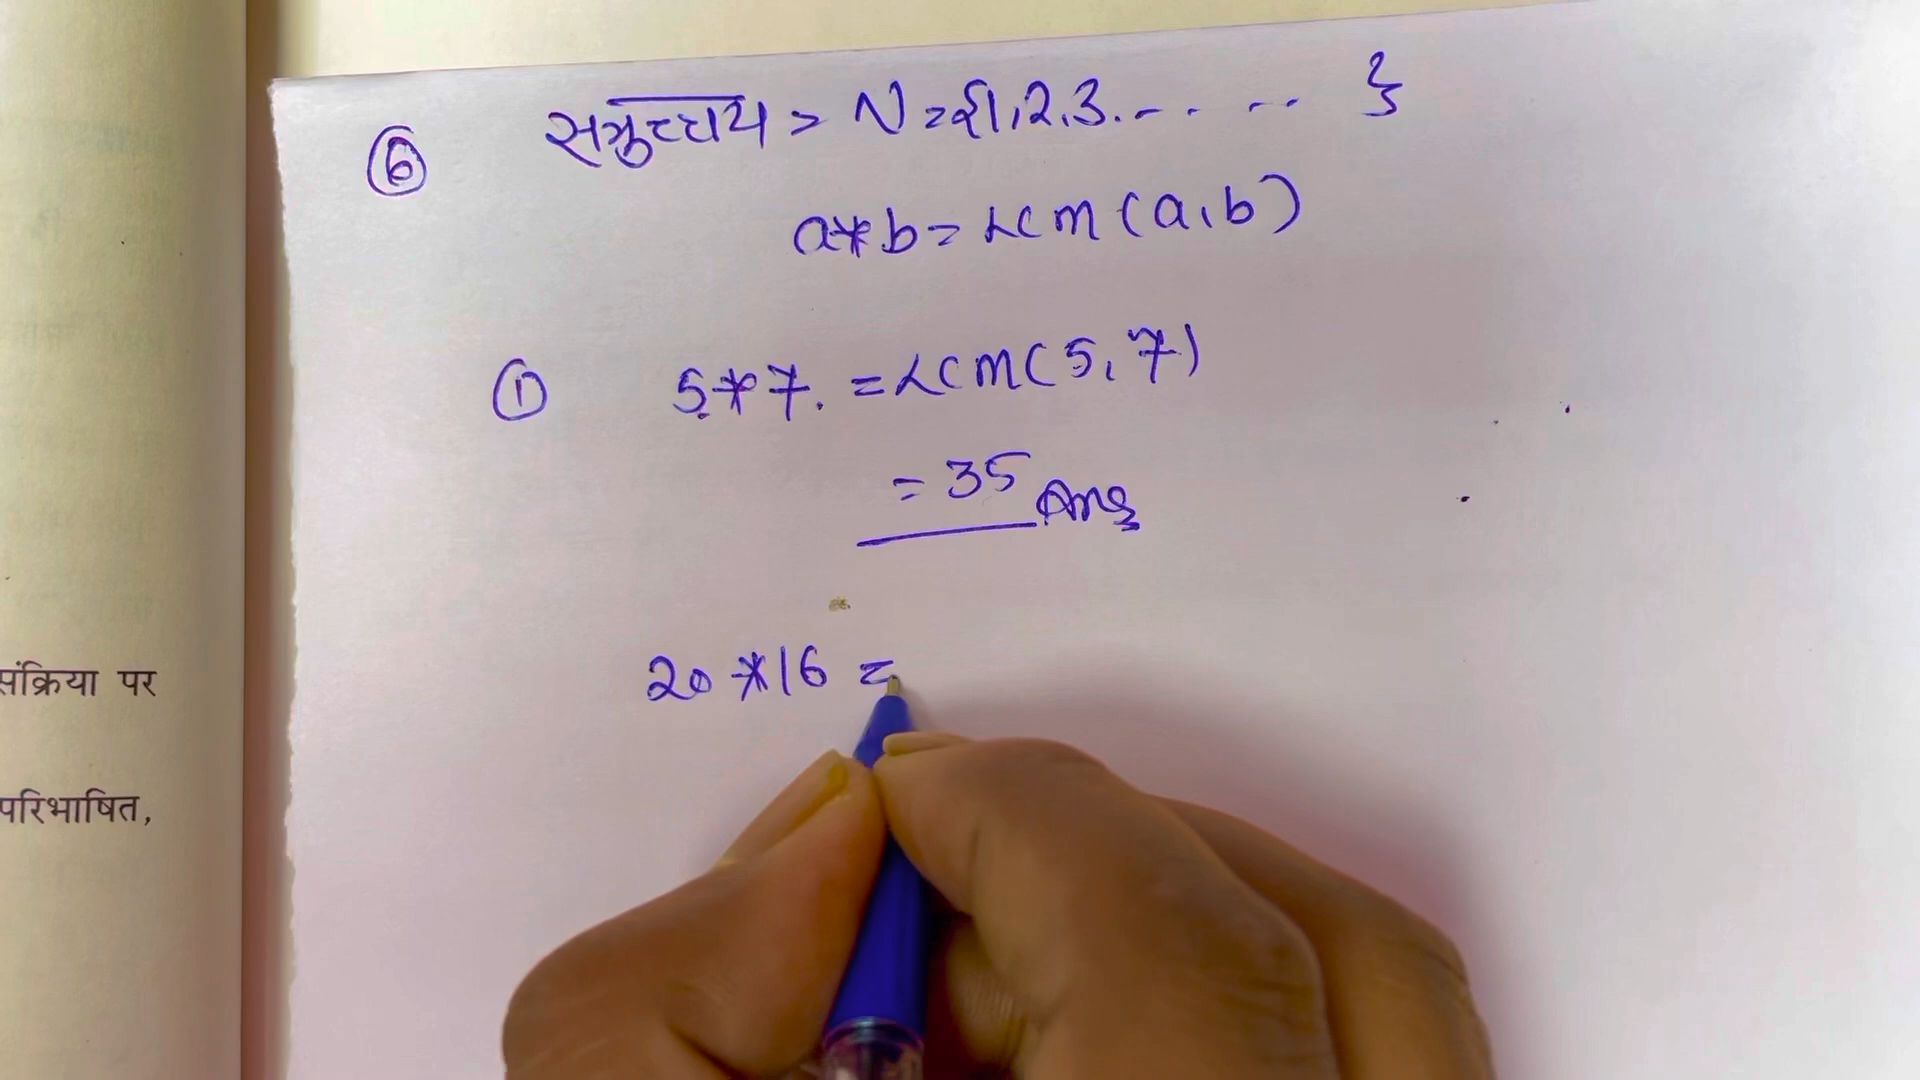 ⑥ समुच्चय = N = {1, 2, 3. - - - - - }
a*b = LCM (a, b)
① 5*7. = LCM (5, 7)
= 35 Ans
20 * 16 =
संक्रिया पर
परिभाषित,